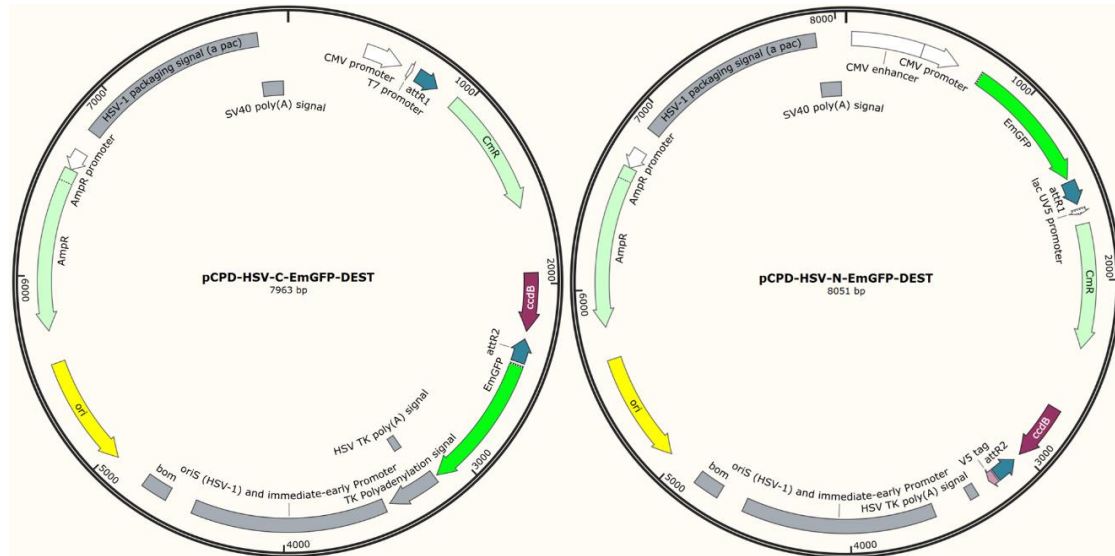 HSV-1 packaging signal (a pac)
SV40 poly(A) signal
CMV promoter
T7 promoter
attR1
1000
CmR
7000
AmpR promoter
AmpR
6000
pCPD-HSV-C-EmGFP-DEST
7963 bp
2000
ccdB
attR2
EmGFP
HSV TK poly(A) signal
TK Polyadenylation signal
3000
oriS (HSV-1) and immediate-early Promoter
ori
5000
bom
4000
8000
HSV-1 packaging signal (a pac)
SV40 poly(A) signal
CMV promoter
CMV enhancer
1000
EmGFP
attR1
lac UV5 promoter
7000
AmpR promoter
AmpR
6000
pCPD-HSV-N-EmGFP-DEST
8051 bp
2000
CmR
ccdB
V5 tag
attR2
3000
oriS (HSV-1) and immediate-early Promoter
HSV TK poly(A) signal
ori
5000
bom
4000